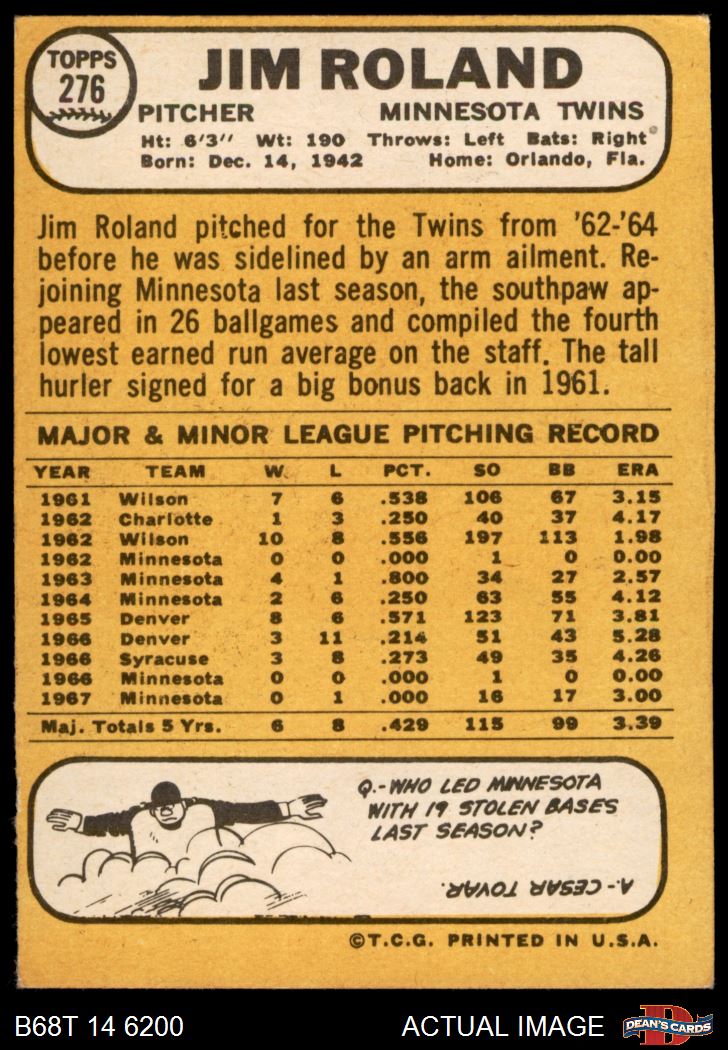 TOPPS
276
JIM ROLAND
PITCHER MINNESOTA TWINS
Ht: 6'3'' Wt: 190 Throws: Left Bats: Right
Born: Dec. 14, 1942 Home: Orlando, Fla.
Jim Roland pitched for the Twins from '62-'64
before he was sidelined by an arm ailment. Re-
joining Minnesota last season, the southpaw ap-
peared in 26 ballgames and compiled the fourth
lowest earned run average on the staff. The tall
hurler signed for a big bonus back in 1961.
MAJOR & MINOR LEAGUE PITCHING RECORD
YEAR TEAM W. L PCT. SO BB ERA
1961 Wilson 7 6 .538 106 67 3.15
1962 Charlotte 1 3 .250 40 37 4.17
1962 Wilson 10 8 .556 197 113 1.98
1962 Minnesota 0 0 .000 1 0 0.00
1963 Minnesota 4 1 .800 34 27 2.57
1964 Minnesota 2 6 .250 63 55 4.12
1965 Denver 8 6 .571 123 71 3.81
1966 Denver 3 11 .214 51 43 5.28
1966 Syracuse 3 8 .273 49 35 4.26
1966 Minnesota 0 0 .000 1 0 0.00
1967 Minnesota 0 1 .000 16 17 3.00
Maj. Totals 5 Yrs. 6 8 .429 115 99 3.39
Q.-WHO LED MINNESOTA
WITH 19 STOLEN BASES
LAST SEASON?
A.- CESAR TOVAR.
©T.C.G. PRINTED IN U.S.A.
B68T 14 6200 ACTUAL IMAGE D DEAN'S CARDS